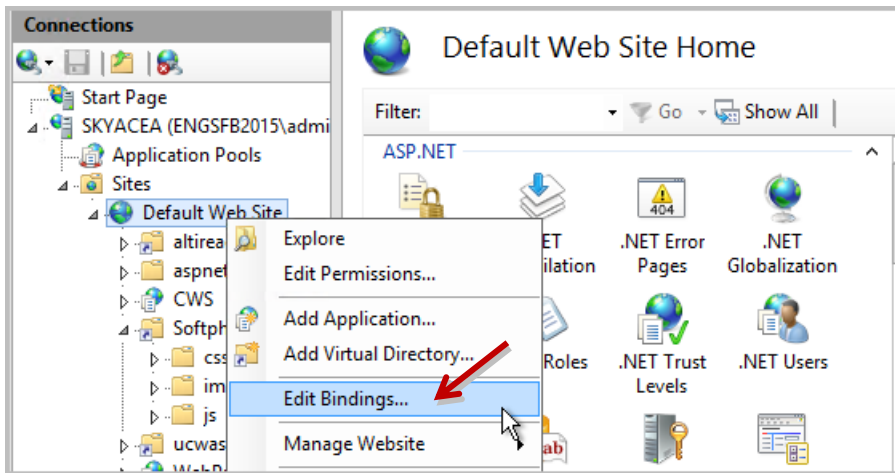 Connections
Start Page
SKYACEA (ENGSFB2015\admi
Application Pools
Sites
Default Web Site
altirea
aspnet
CWS
Softph
css
im
js
ucwas
Explore
Edit Permissions...
Add Application...
Add Virtual Directory...
Edit Bindings...
Manage Website
Default Web Site Home
Filter:
Go
Show All
ASP.NET
404
ET
ilation
.NET Error
Pages
.NET
Globalization
Roles
.NET Trust
Levels
.NET Users
ab